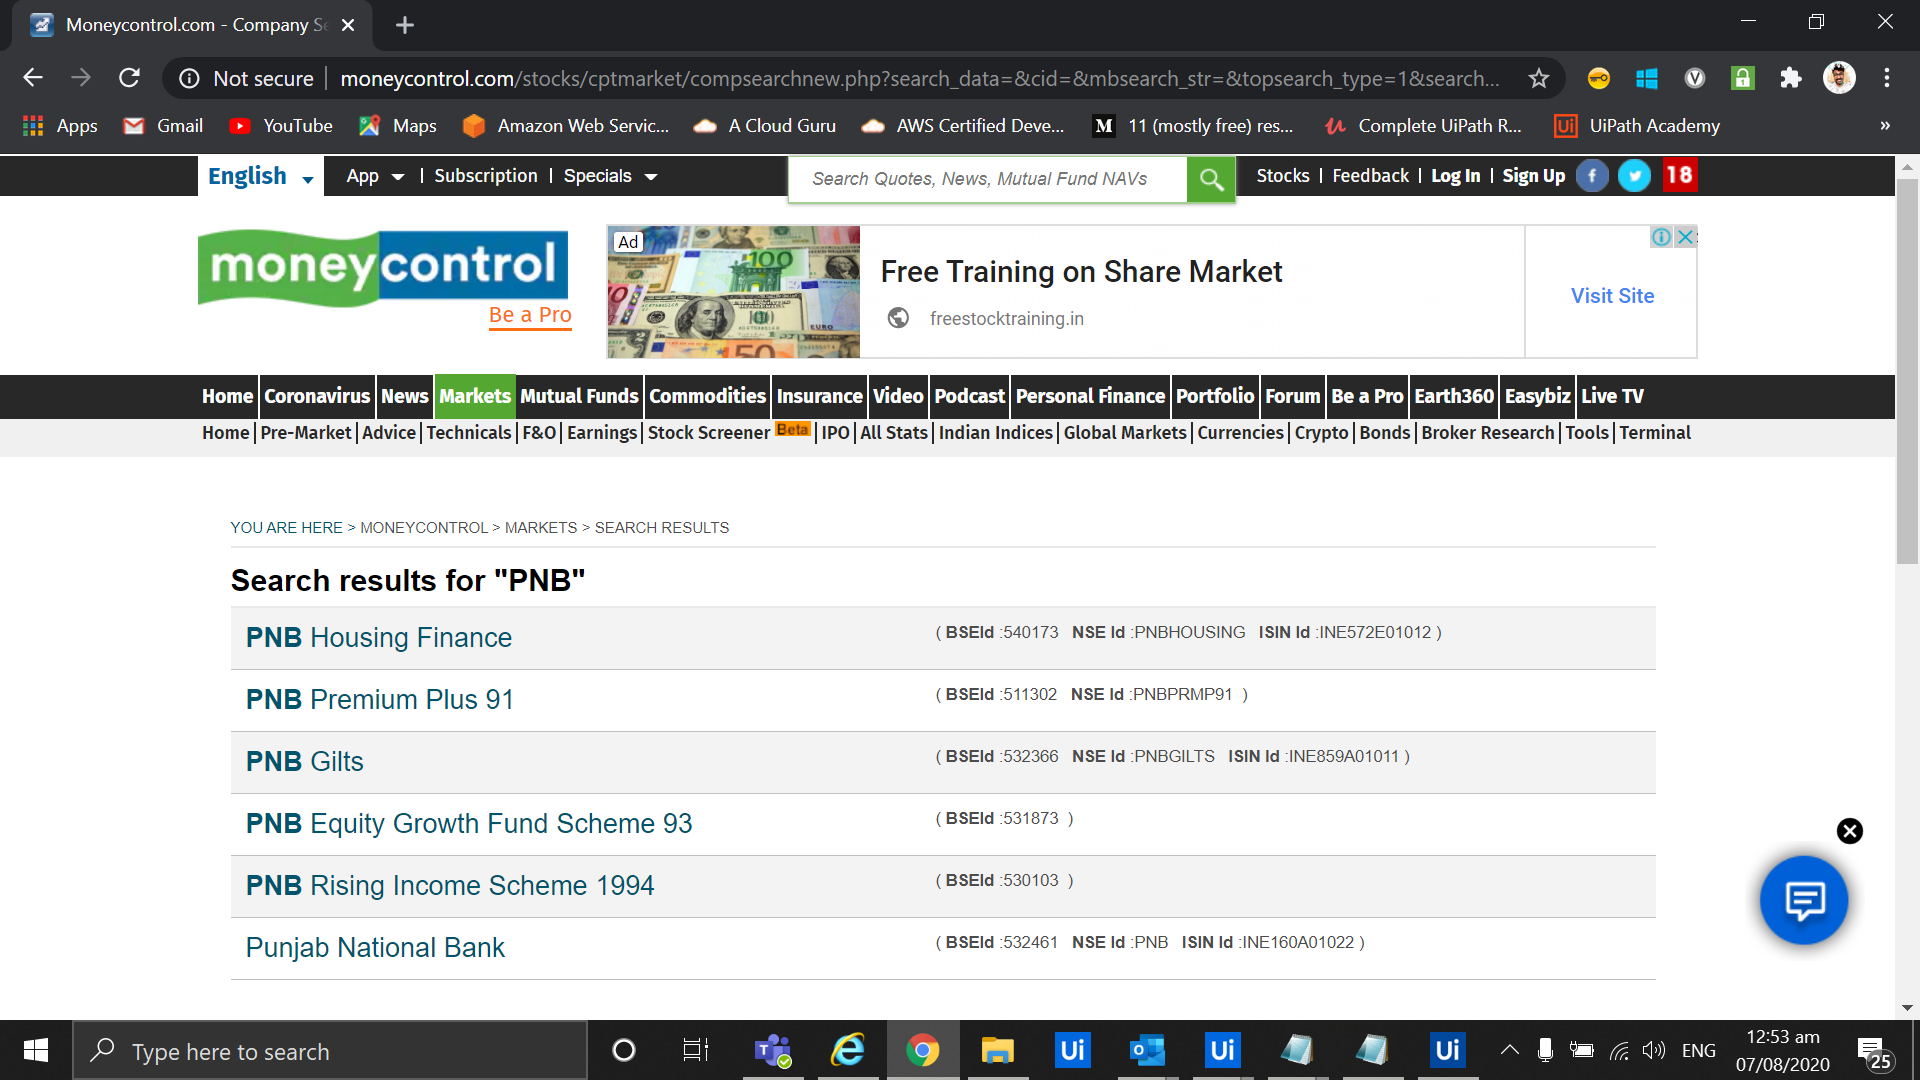 Moneycontrol.com - Company Se
Not secure | moneycontrol.com/stocks/cptmarket/compsearchnew.php?search_data=&cid=&mbsearch_str=&topsearch_type=1&search...
Apps Gmail YouTube Maps Amazon Web Servic... A Cloud Guru AWS Certified Deve... M 11 (mostly free) res... Complete UiPath R... Ui UiPath Academy »
English App | Subscription | Specials Search Quotes, News, Mutual Fund NAVs Stocks | Feedback | Log In | Sign Up f 18
moneycontrol
Be a Pro
Ad
Free Training on Share Market
freestocktraining.in
Visit Site
Home Coronavirus News Markets Mutual Funds Commodities Insurance Video Podcast Personal Finance Portfolio Forum Be a Pro Earth360 Easybiz Live TV
Home | Pre-Market | Advice | Technicals | F&O | Earnings | Stock Screener Beta | IPO | All Stats | Indian Indices | Global Markets | Currencies | Crypto | Bonds | Broker Research | Tools | Terminal
YOU ARE HERE > MONEYCONTROL > MARKETS > SEARCH RESULTS
Search results for "PNB"
PNB Housing Finance ( BSEId :540173 NSE Id :PNBHOUSING ISIN Id :INE572E01012 )
PNB Premium Plus 91 ( BSEId :511302 NSE Id :PNBPRMP91 )
PNB Gilts ( BSEId :532366 NSE Id :PNBGILTS ISIN Id :INE859A01011 )
PNB Equity Growth Fund Scheme 93 ( BSEId :531873 )
PNB Rising Income Scheme 1994 ( BSEId :530103 )
Punjab National Bank ( BSEId :532461 NSE Id :PNB ISIN Id :INE160A01022 )
Type here to search Ui Ui Ui ENG 12:53 am
07/08/2020 25